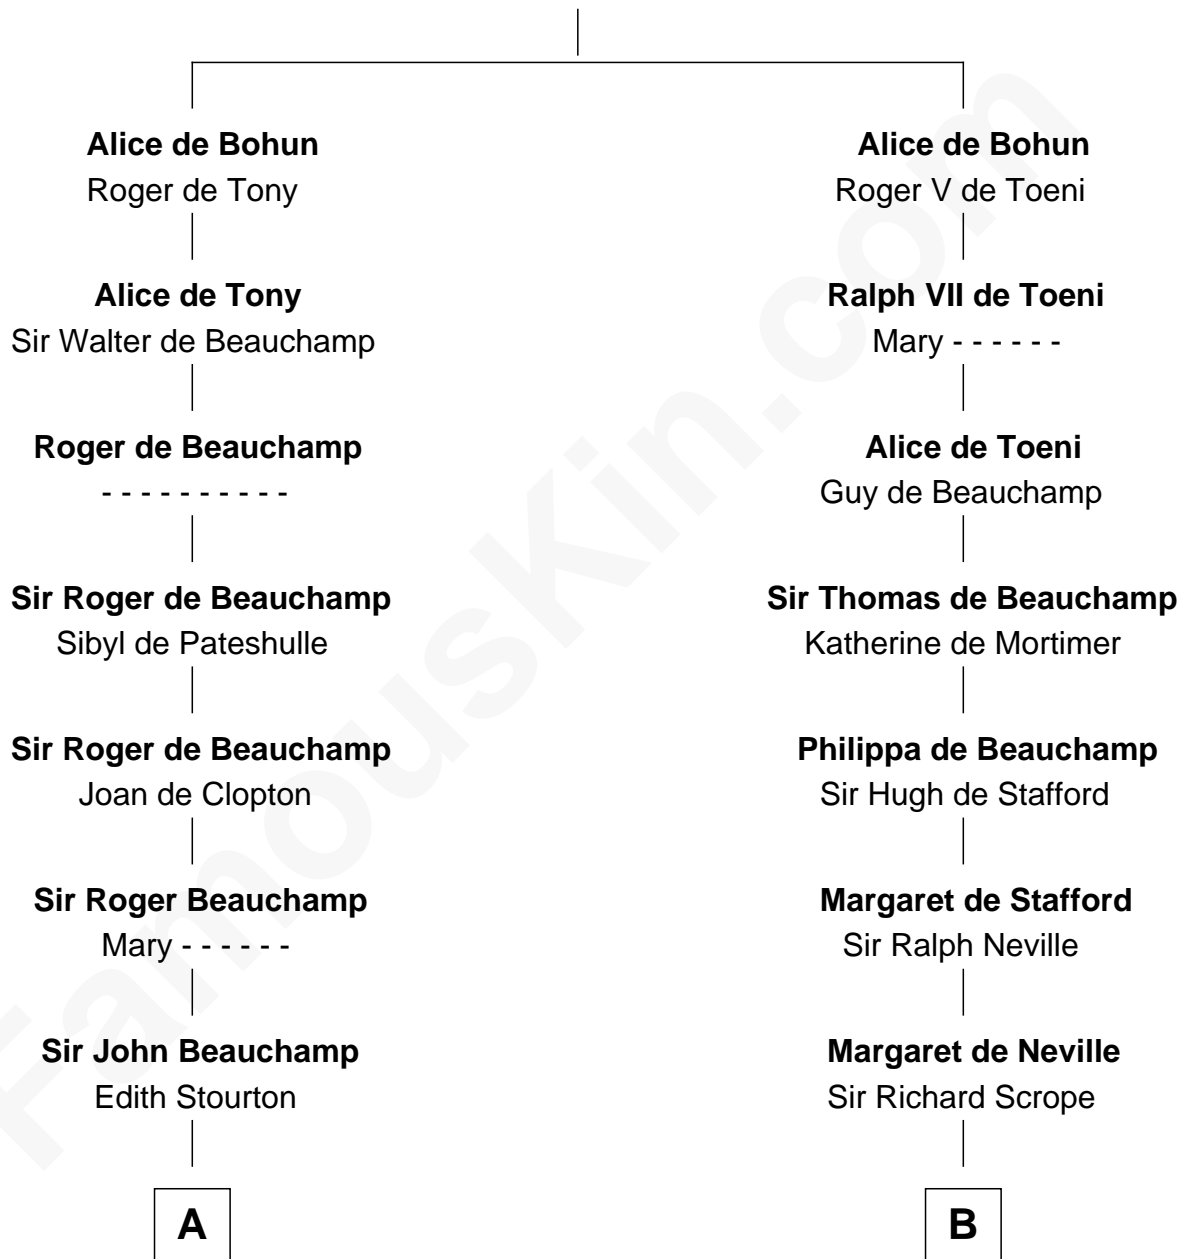 Alice de Bohun
Roger de Tony
Alice de Tony
Sir Walter de Beauchamp
Roger de Beauchamp
- - - - - - - - - -
Sir Roger de Beauchamp
Sibyl de Pateshulle
Sir Roger de Beauchamp
Joan de Clopton
Sir Roger Beauchamp
Mary - - - - - -
Sir John Beauchamp
Edith Stourton
A
Alice de Bohun
Roger V de Toeni
Ralph VII de Toeni
Mary - - - - - -
Alice de Toeni
Guy de Beauchamp
Sir Thomas de Beauchamp
Katherine de Mortimer
Philippa de Beauchamp
Sir Hugh de Stafford
Margaret de Stafford
Sir Ralph Neville
Margaret de Neville
Sir Richard Scrope
B
FamousKin.com